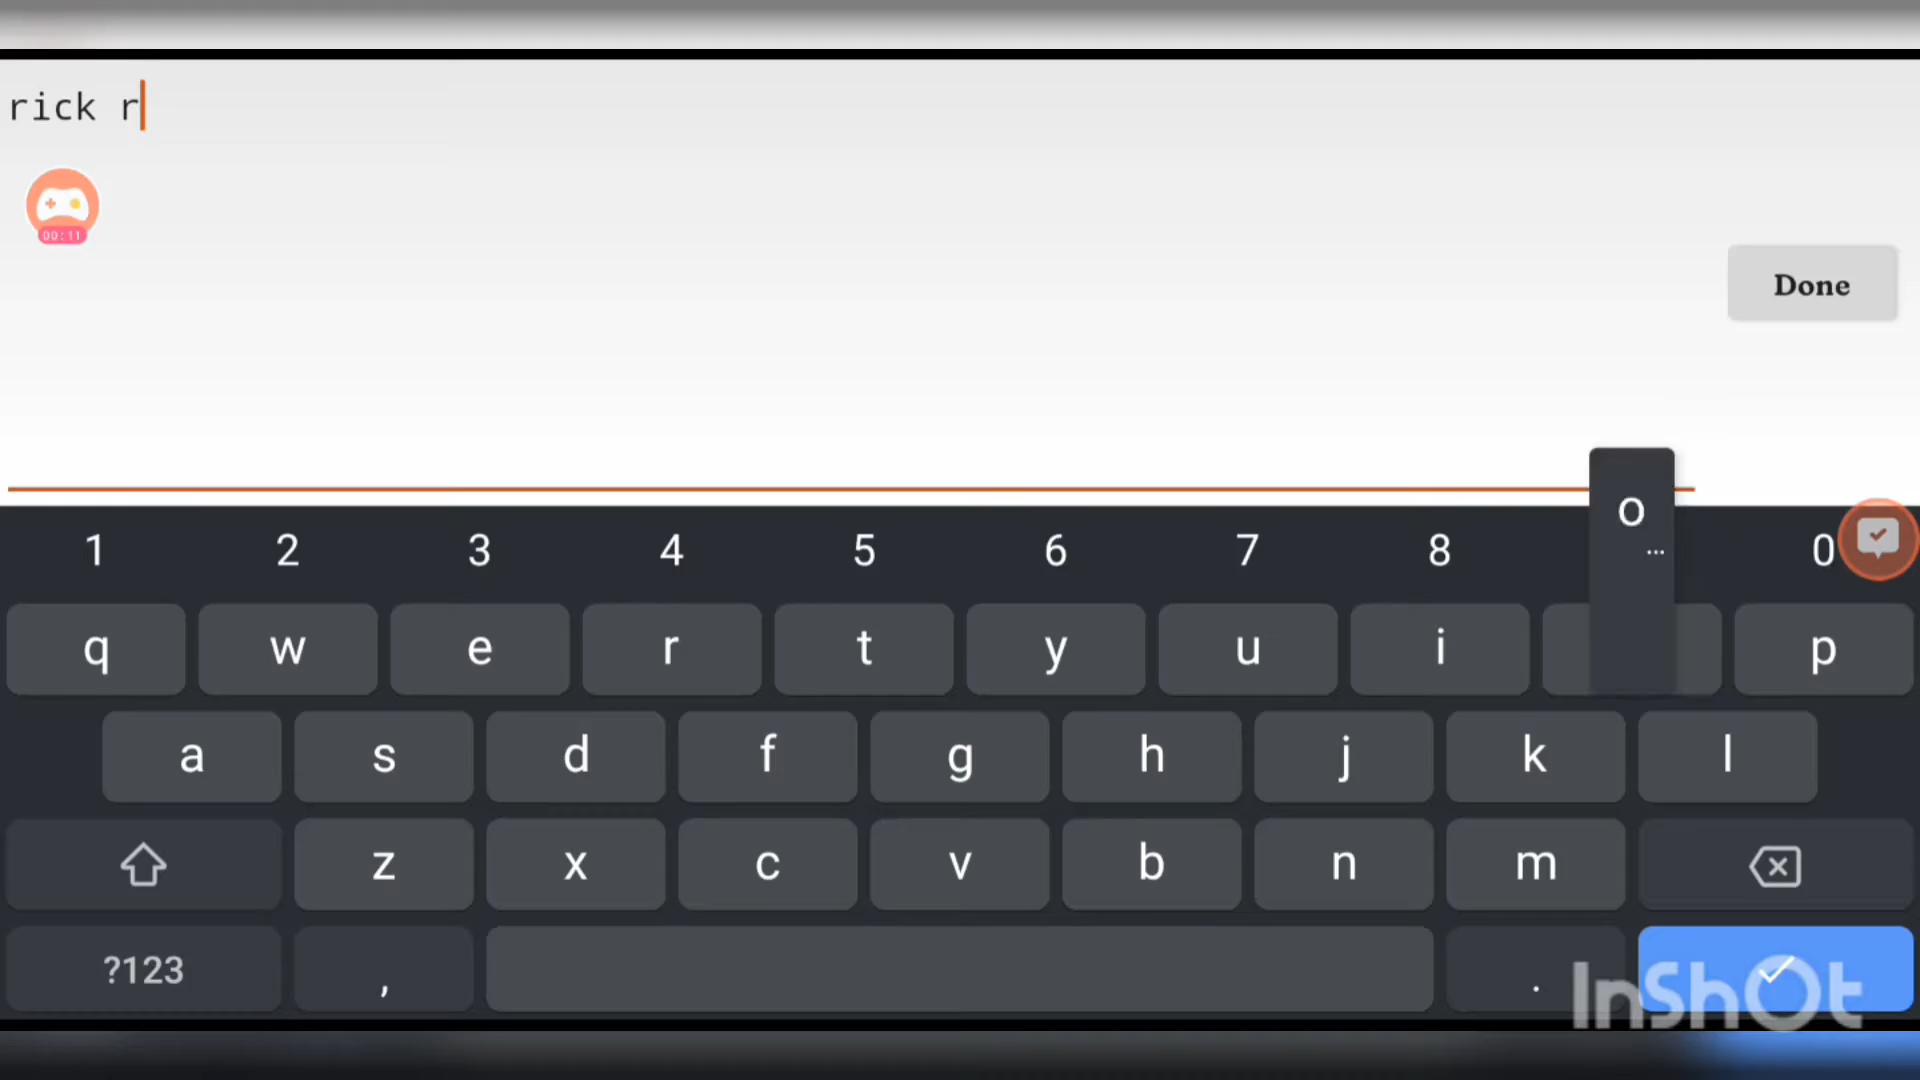 rick r
00:11
Done
o
...
1 2 3 4 5 6 7 8 0
q w e r t y u i p
a s d f g h j k l
z x c v b n m
?123 , .
InShOt